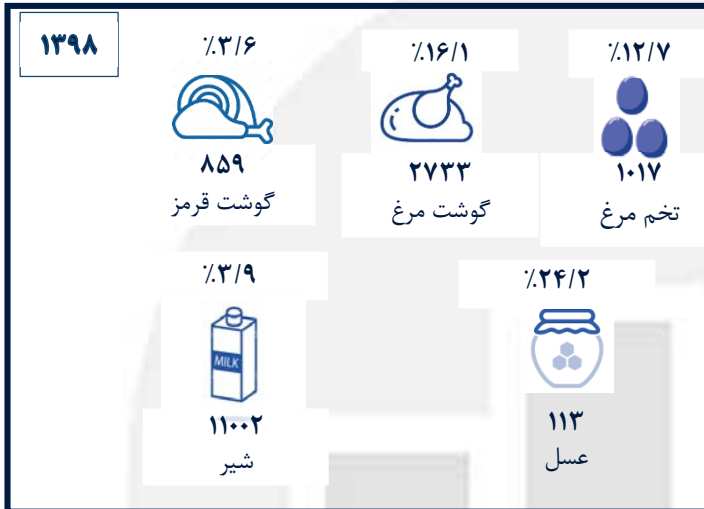 ۱۳۹۸
٪۱۲/۷
۱۰۱۷
تخم مرغ
٪۱۶/۱
۲۷۳۳
گوشت مرغ
٪۳/۶
۸۵۹
گوشت قرمز
٪۲۴/۲
۱۱۳
عسل
٪۳/۹
MILK
۱۱۰۰۲
شیر